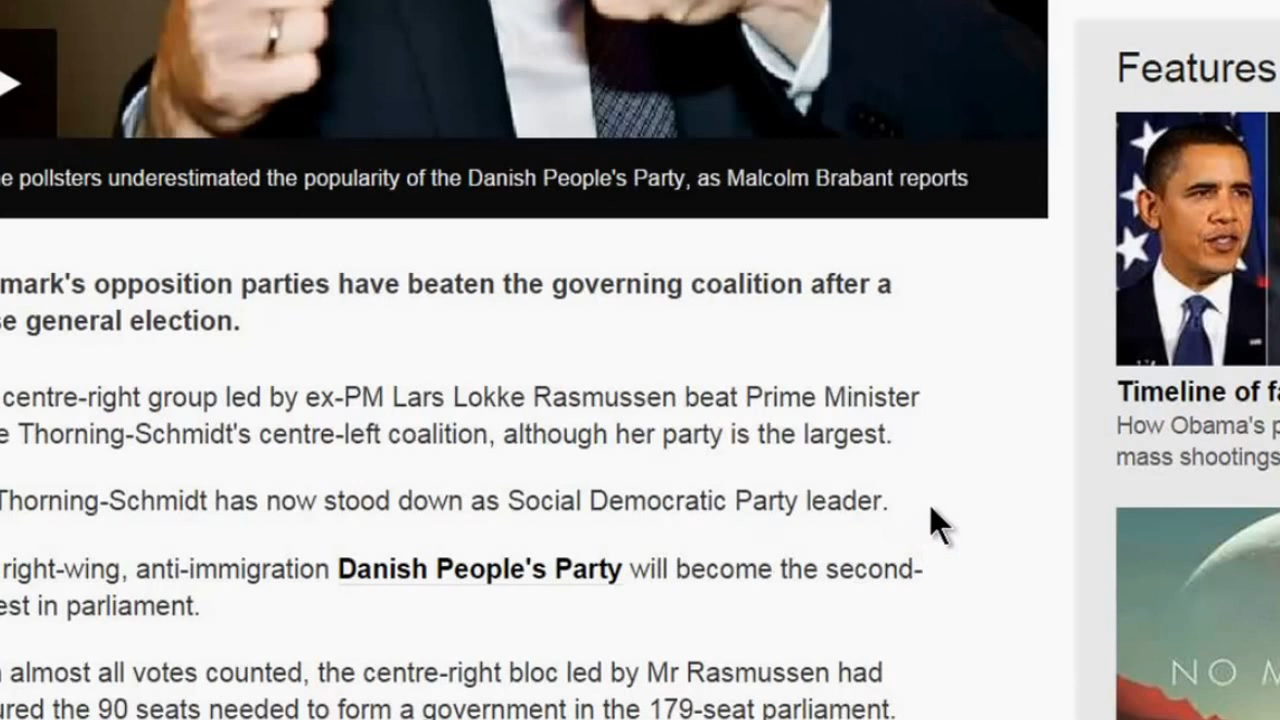 e pollsters underestimated the popularity of the Danish People's Party, as Malcolm Brabant reports
mark's opposition parties have beaten the governing coalition after a
se general election.
centre-right group led by ex-PM Lars Lokke Rasmussen beat Prime Minister
e Thorning-Schmidt's centre-left coalition, although her party is the largest.
Thorning-Schmidt has now stood down as Social Democratic Party leader.
right-wing, anti-immigration Danish People's Party will become the second-
est in parliament.
almost all votes counted, the centre-right bloc led by Mr Rasmussen had
ured the 90 seats needed to form a government in the 179-seat parliament.
Features
Timeline of fa
How Obama's p
mass shootings
NO M